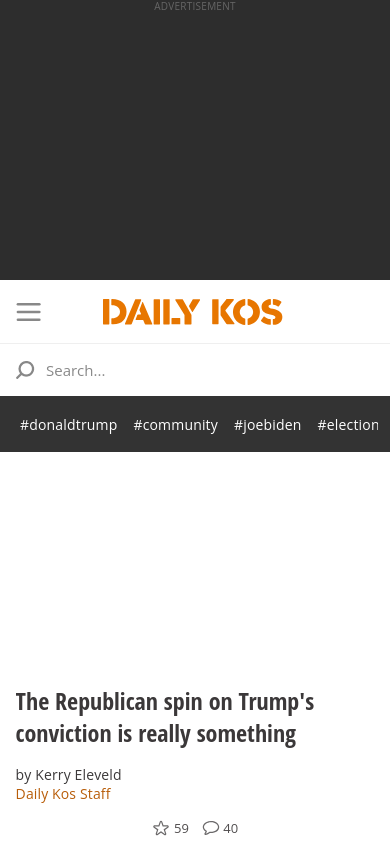 ADVERTISEMENT
DAILY KOS
Search...
#donaldtrump #community #joebiden #election
The Republican spin on Trump's
conviction is really something
by Kerry Eleveld
Daily Kos Staff
59 40